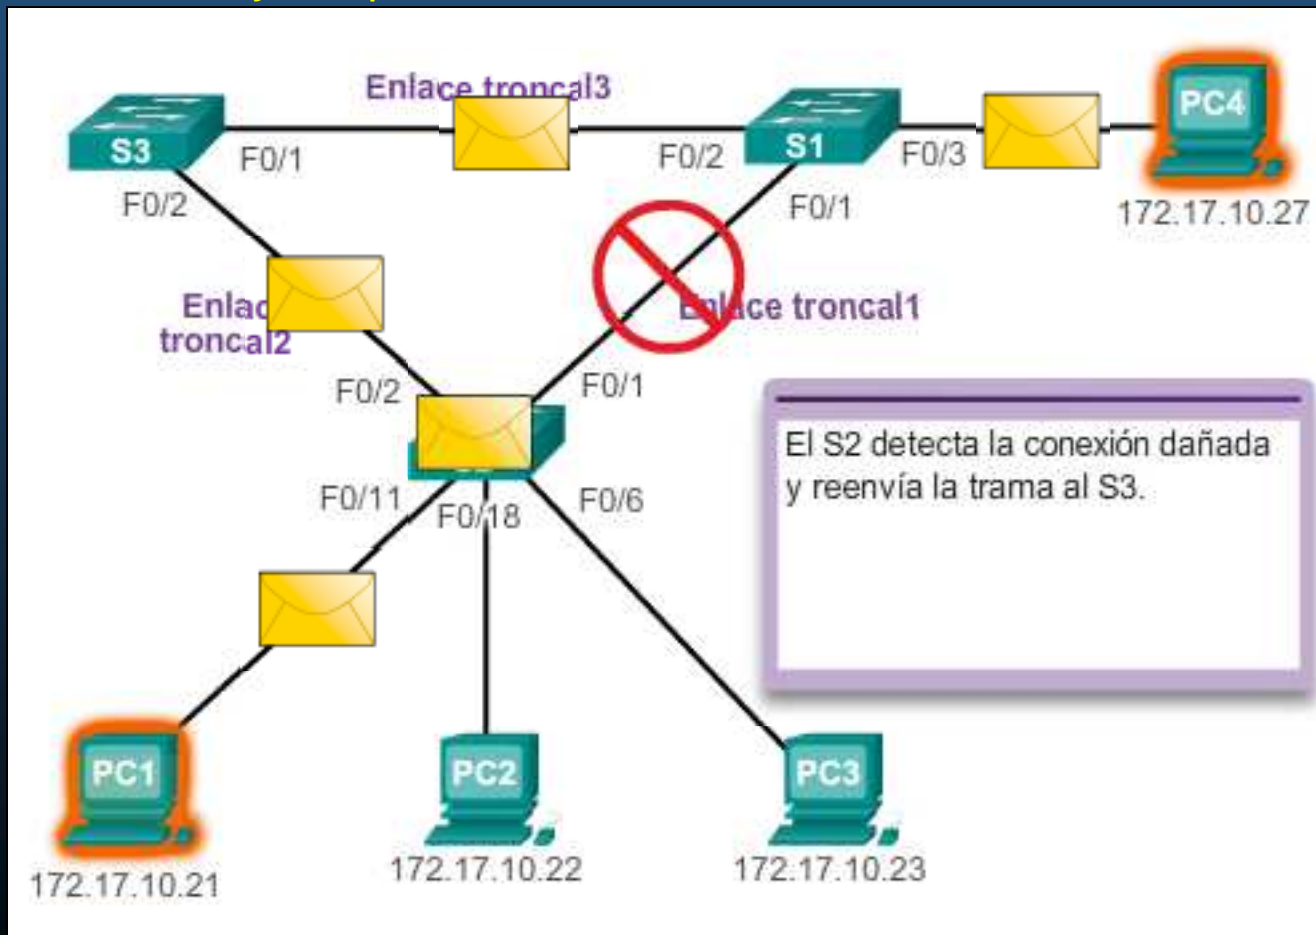 Enlace troncal3
S3
F0/1
F0/2
S1
F0/3
PC4
F0/2
F0/1
172.17.10.27
troncal2
Enlace troncal1
F0/2
F0/1
El S2 detecta la conexión dañada
y reenvía la trama al S3.
F0/11
F0/18
F0/6
PC1
PC2
PC3
172.17.10.21
172.17.10.22
172.17.10.23